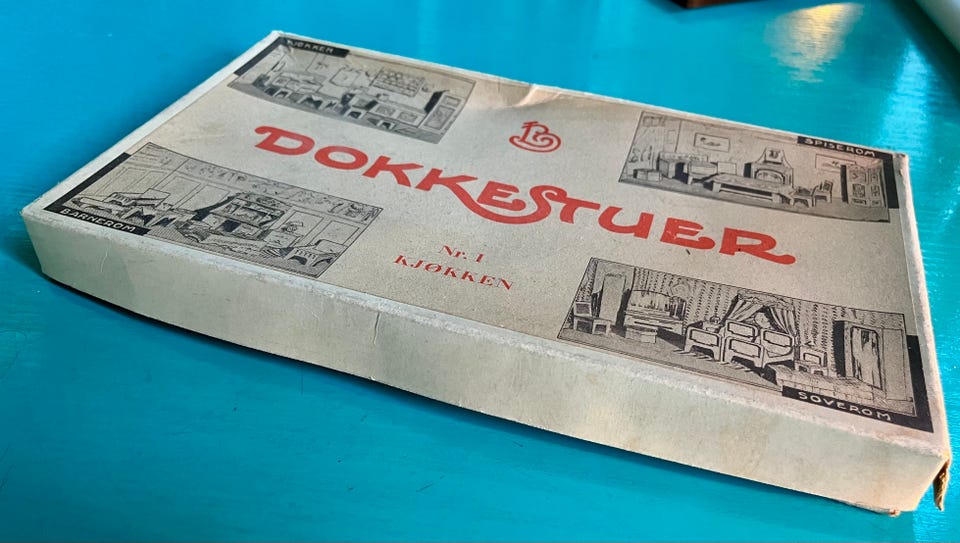 KJØKKEN
SPISEROM
DOKKESTUER
Nr. 1
KJØKKEN
BARNEROM
SOVEROM